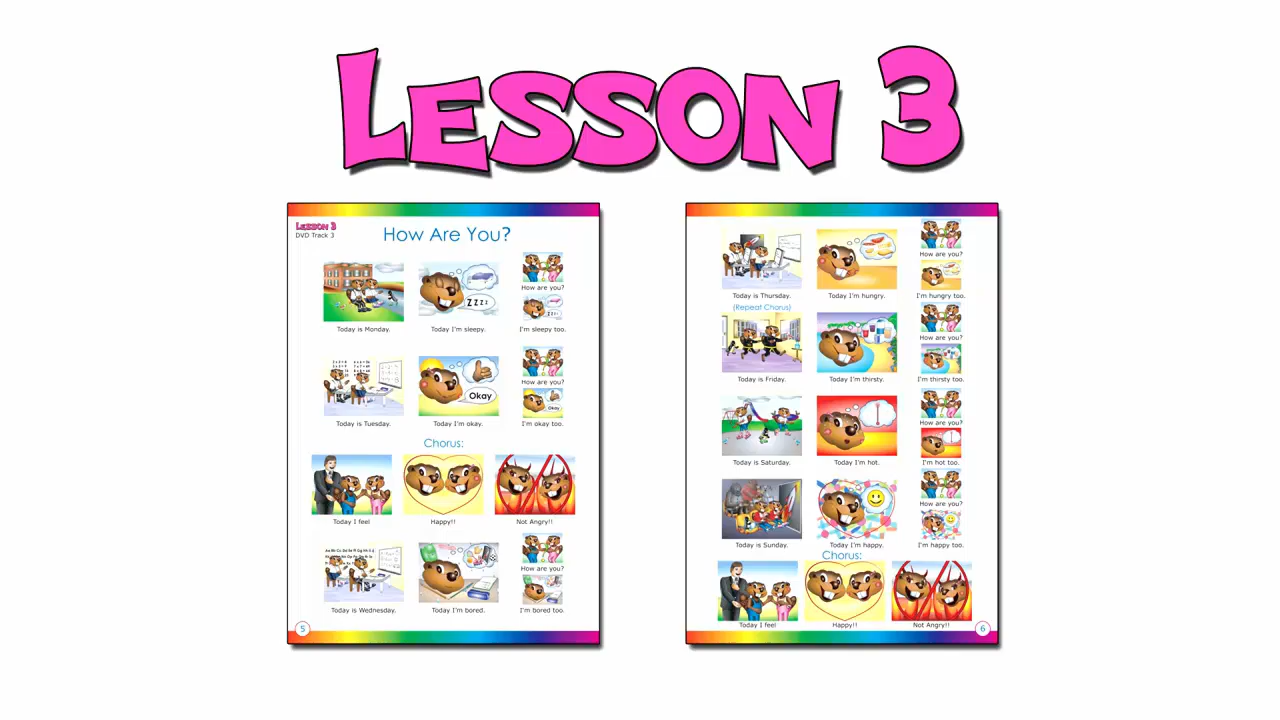 LESSON 3
LESSON 3
DVD Track 3
How Are You?
How are you?
ZZZz
Today is Monday.
Today I'm sleepy.
I'm sleepy too.
How are you?
Okay
Today is Tuesday.
Today I'm okay.
I'm okay too.
Chorus:
Today I feel
Happy!!
Not Angry!!
How are you?
Today is Wednesday.
Today I'm bored.
I'm bored too.
5
How are you?
Today is Thursday.
Today I'm hungry.
I'm hungry too.
(Repeat Chorus)
How are you?
Today is Friday.
Today I'm thirsty.
I'm thirsty too.
How are you?
Today is Saturday.
Today I'm hot.
I'm hot too.
How are you?
Today is Sunday.
Today I'm happy.
I'm happy too.
Chorus:
Today I feel
Happy!!
Not Angry!!
6